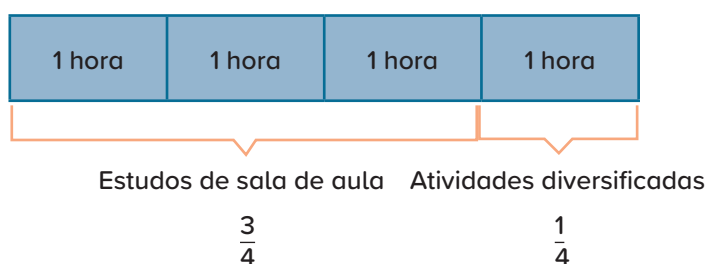 1 hora 1 hora 1 hora 1 hora
Estudos de sala de aula Atividades diversificadas
3/4 1/4